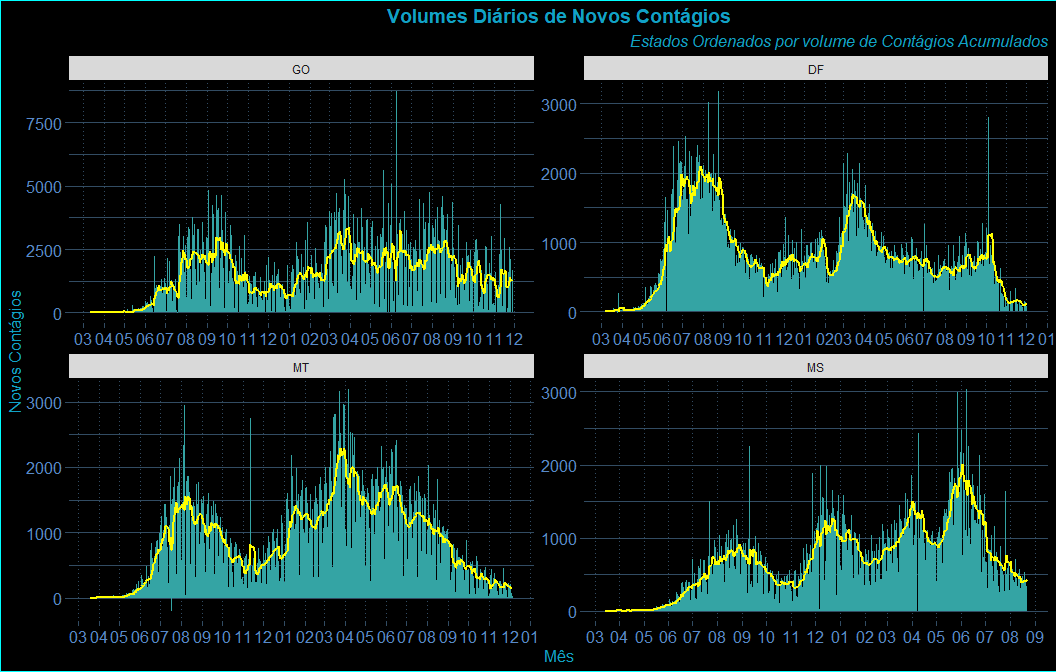 Volumes Diários de Novos Contágios
Estados Ordenados por volume de Contágios Acumulados
GO
7500
5000
2500
0
03 04 05 06 07 08 09 10 11 12 01 02 03 04 05 06 07 08 09 10 11 12
DF
3000
2000
1000
0
03 04 05 06 07 08 09 10 11 12 01 02 03 04 05 06 07 08 09 10 11 12 01
Novos Contágios
MT
3000
2000
1000
0
03 04 05 06 07 08 09 10 11 12 01 02 03 04 05 06 07 08 09 10 11 12 01
MS
3000
2000
1000
0
03 04 05 06 07 08 09 10 11 12 01 02 03 04 05 06 07 08 09
Mês